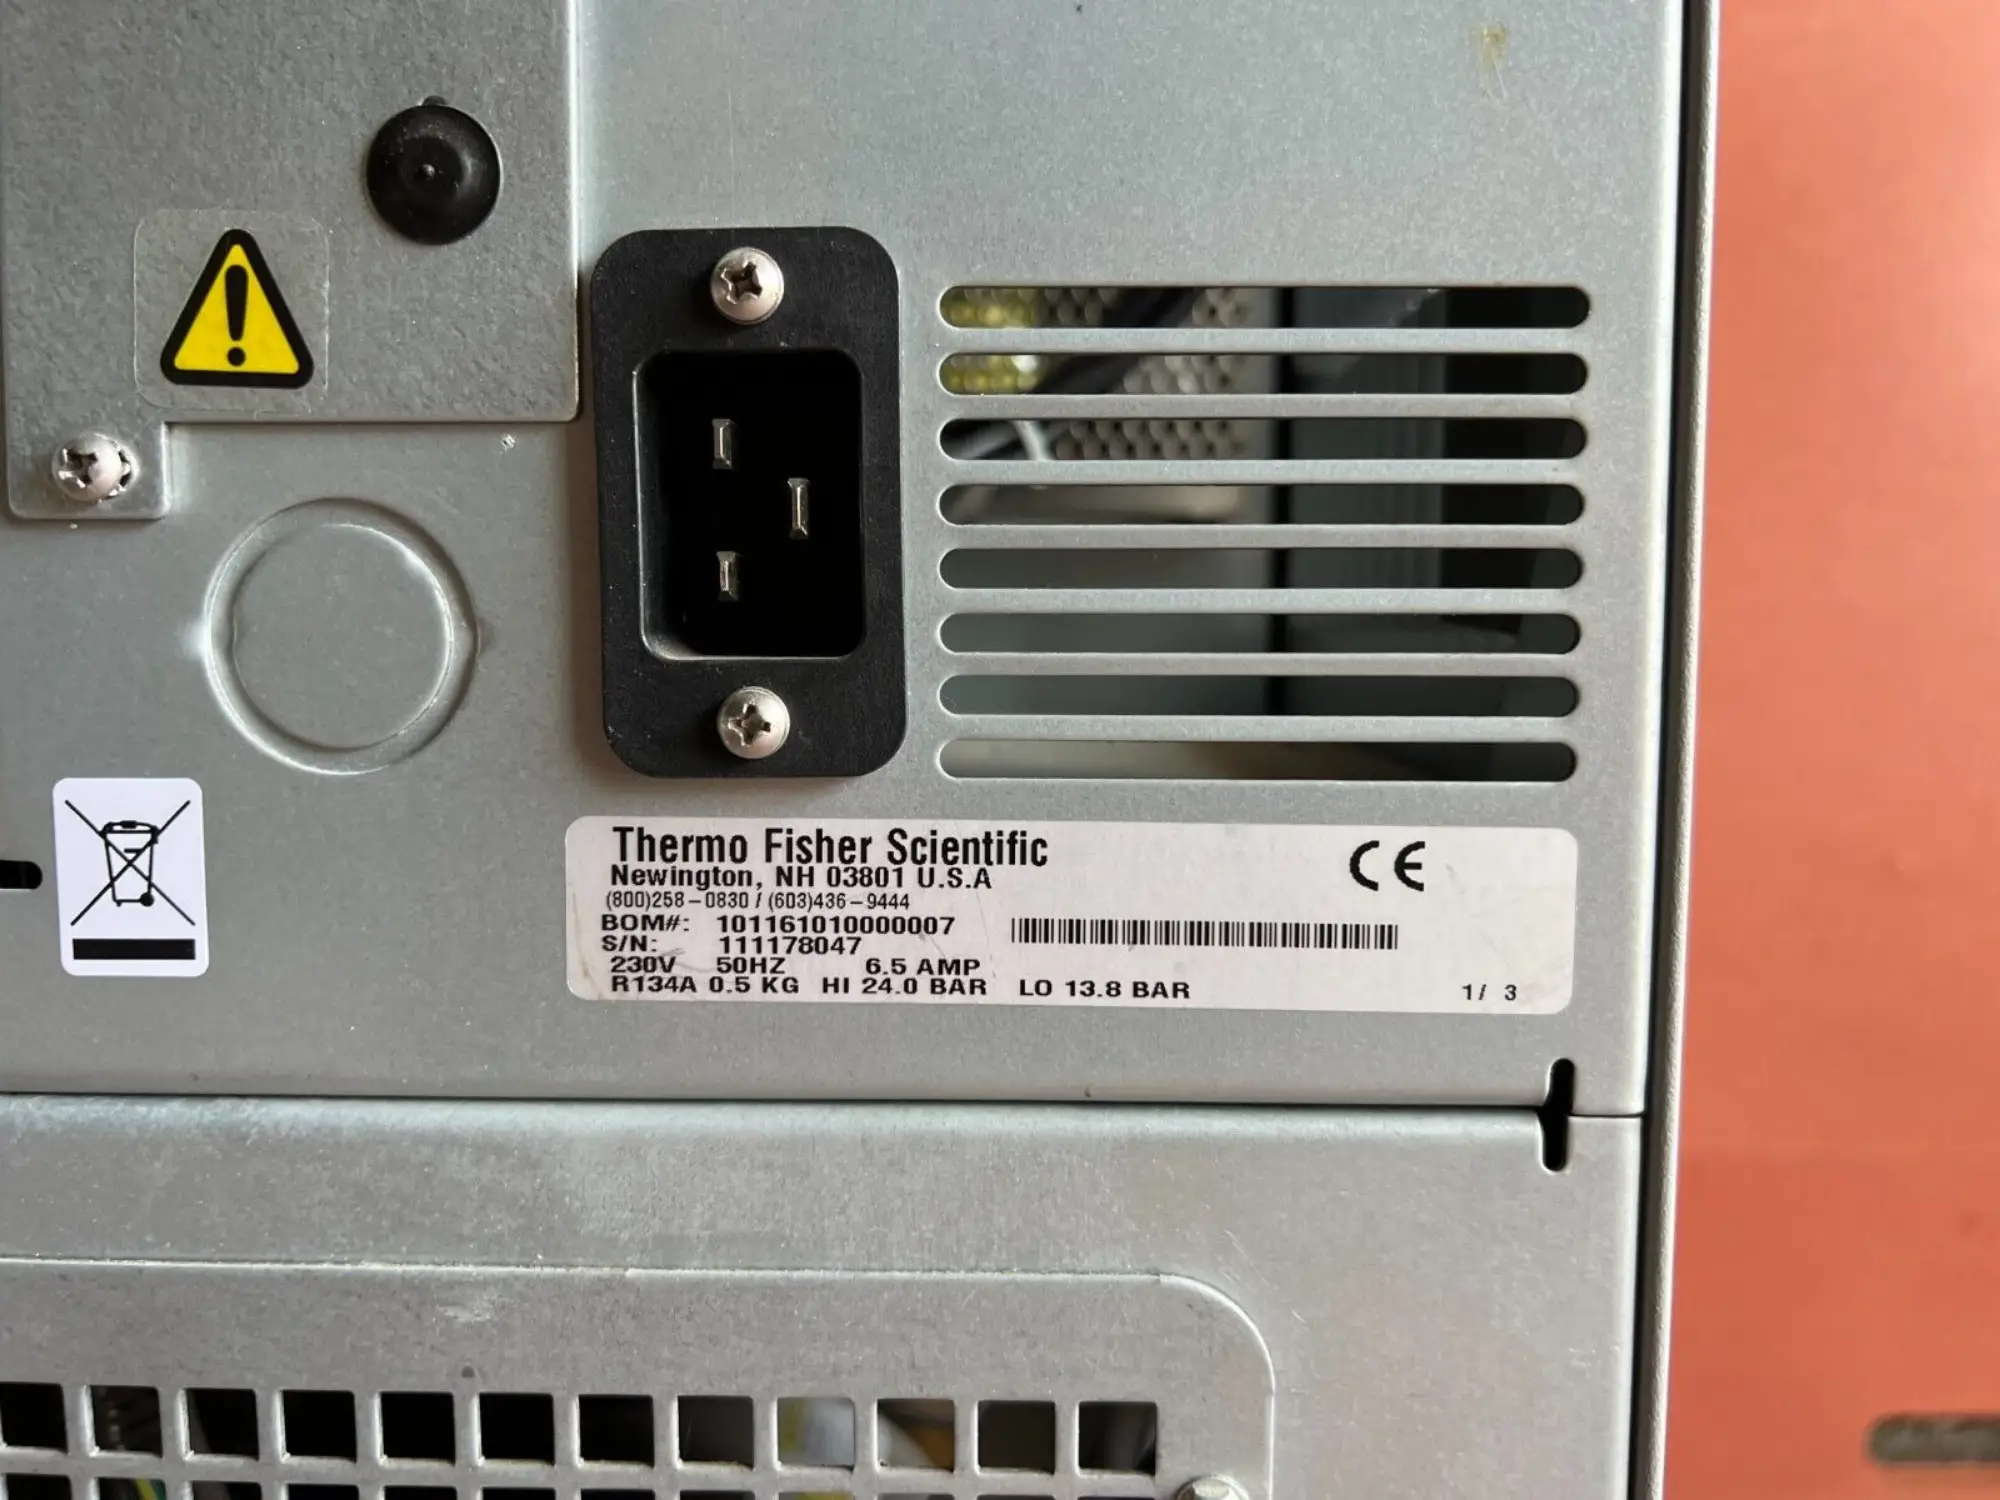 Thermo Fisher Scientific
Newington, NH 03801 U.S.A
(800)258-0830 / (603)436-9444
BOM#: 101161010000007
S/N: 111178047
230V 50HZ 6.5 AMP
R134A 0.5 KG HI 24.0 BAR LO 13.8 BAR
1/ 3
CE